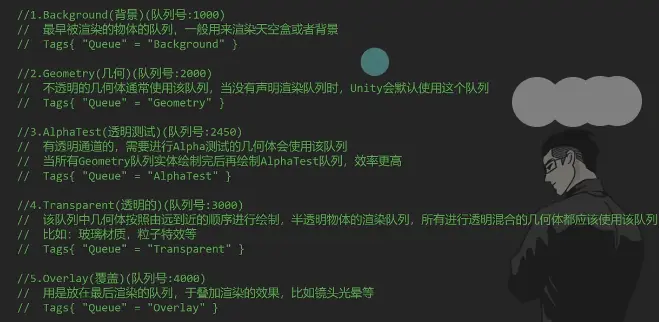 //1.Background(背景)(队列号:1000)
//  最早被渲染的物体的队列，一般用来渲染天空盒或者背景
//  Tags{ "Queue" = "Background" }
//2.Geometry(几何)(队列号:2000)
//  不透明的几何体通常使用该队列，当没有声明渲染队列时，Unity会默认使用这个队列
//  Tags{ "Queue" = "Geometry" }
//3.AlphaTest(透明测试)(队列号:2450)
//  有透明通道的，需要进行Alpha测试的几何体会使用该队列
//  当所有Geometry队列实体绘制完后再绘制AlphaTest队列，效率更高
//  Tags{ "Queue" = "AlphaTest" }
//4.Transparent(透明的)(队列号:3000)
//  该队列中几何体按照由远到近的顺序进行绘制，半透明物体的渲染队列，所有进行透明混合的几何体都应该使用该队列
//  比如：玻璃材质，粒子特效等
//  Tags{ "Queue" = "Transparent" }
//5.Overlay(覆盖)(队列号:4000)
//  用是放在最后渲染的队列，于叠加渲染的效果，比如镜头光晕等
//  Tags{ "Queue" = "Overlay" }